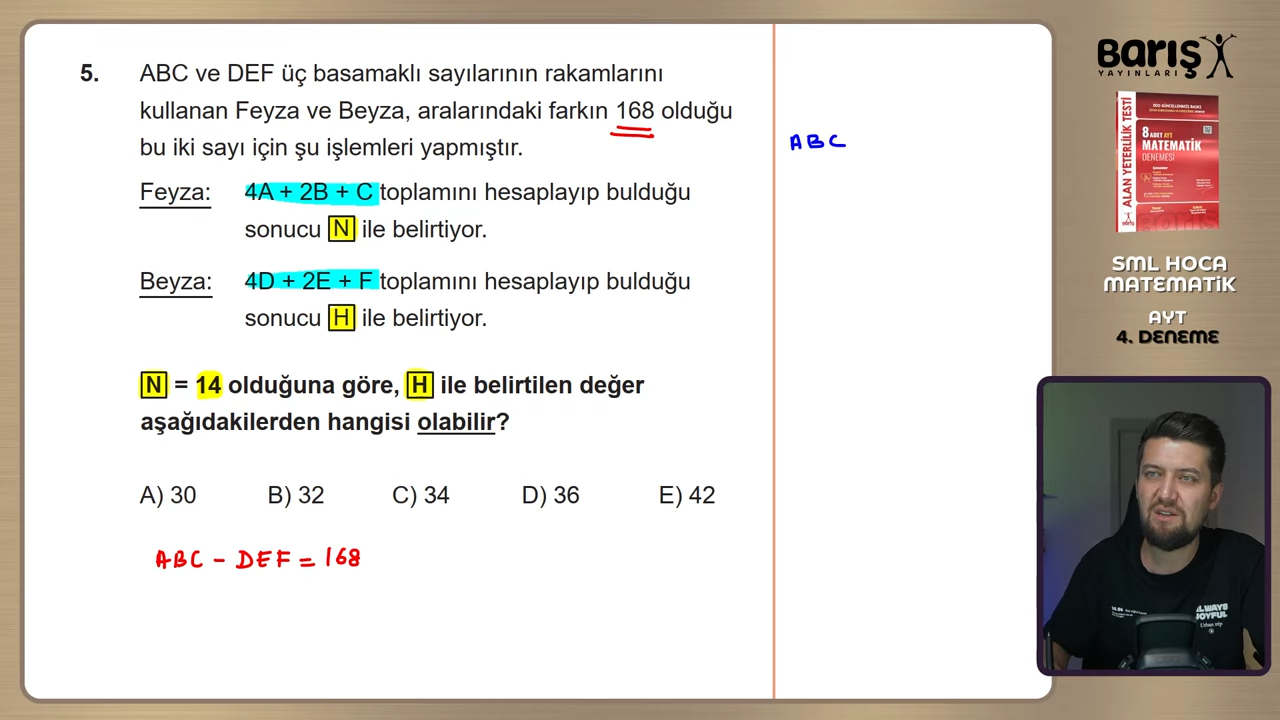 5. ABC ve DEF üç basamaklı sayılarının rakamlarını
kullanan Feyza ve Beyza, aralarındaki farkın 168 olduğu
bu iki sayı için şu işlemleri yapmıştır.
Feyza: 4A + 2B + C toplamını hesaplayıp bulduğu
sonucu N ile belirtiyor.
Beyza: 4D + 2E + F toplamını hesaplayıp bulduğu
sonucu H ile belirtiyor.
N = 14 olduğuna göre, H ile belirtilen değer
aşağıdakilerden hangisi olabilir?
A) 30 B) 32 C) 34 D) 36 E) 42
ABC - DEF = 168
ABC
BARIŞ
YAYINLARI
ALAN YETERLİLİK TESTİ
8 ADET AYT
MATEMATİK
DENEMESİ
SML HOCA
MATEMATİK
AYT
4. DENEME
ALWAYS
JOYFUL
Urban trip